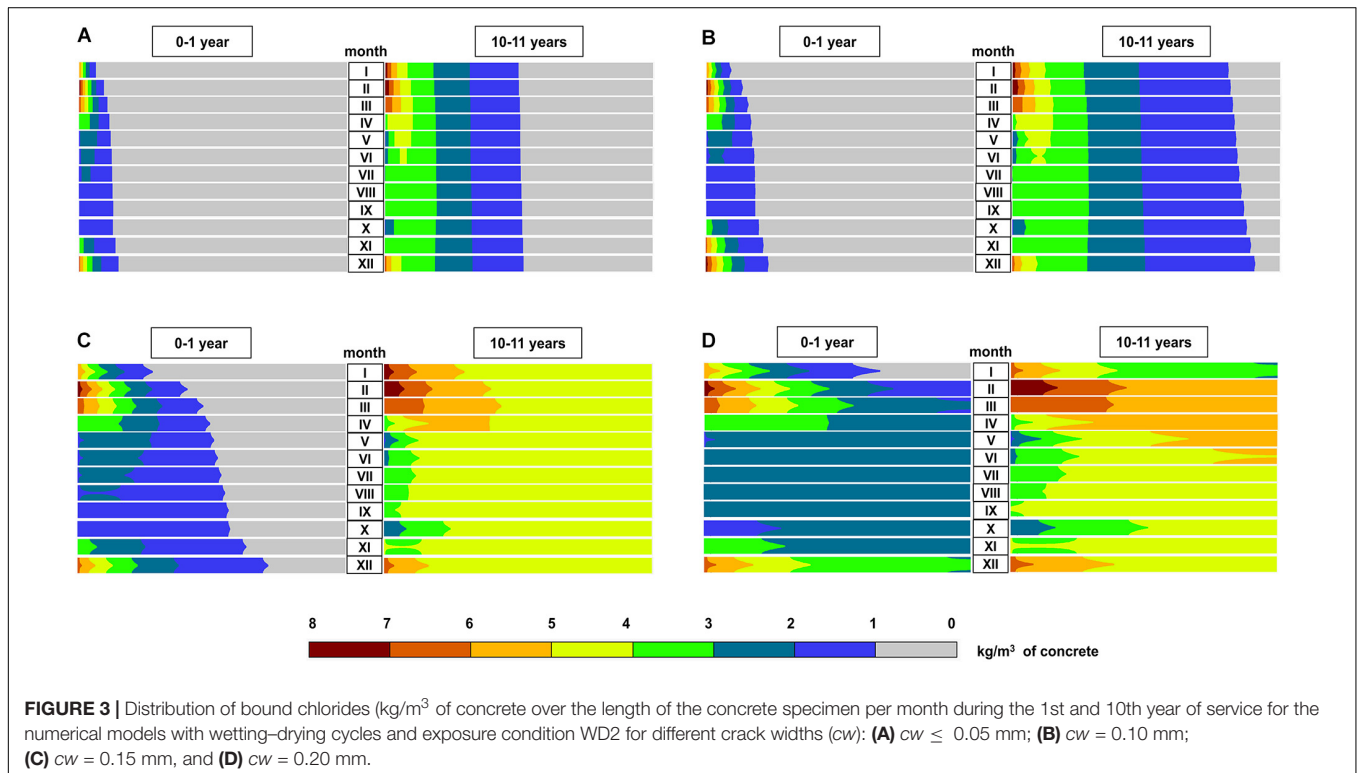 A
0-1 year
month
10-11 years
I
II
III
IV
V
VI
VII
VIII
IX
X
XI
XII
B
0-1 year
month
10-11 years
I
II
III
IV
V
VI
VII
VIII
IX
X
XI
XII
C
0-1 year
month
10-11 years
I
II
III
IV
V
VI
VII
VIII
IX
X
XI
XII
D
0-1 year
month
10-11 years
I
II
III
IV
V
VI
VII
VIII
IX
X
XI
XII
8 7 6 5 4 3 2 1 0
kg/m³ of concrete
FIGURE 3 | Distribution of bound chlorides (kg/m³ of concrete over the length of the concrete specimen per month during the 1st and 10th year of service for the
numerical models with wetting–drying cycles and exposure condition WD2 for different crack widths (cw): (A) cw ≤ 0.05 mm; (B) cw = 0.10 mm;
(C) cw = 0.15 mm, and (D) cw = 0.20 mm.